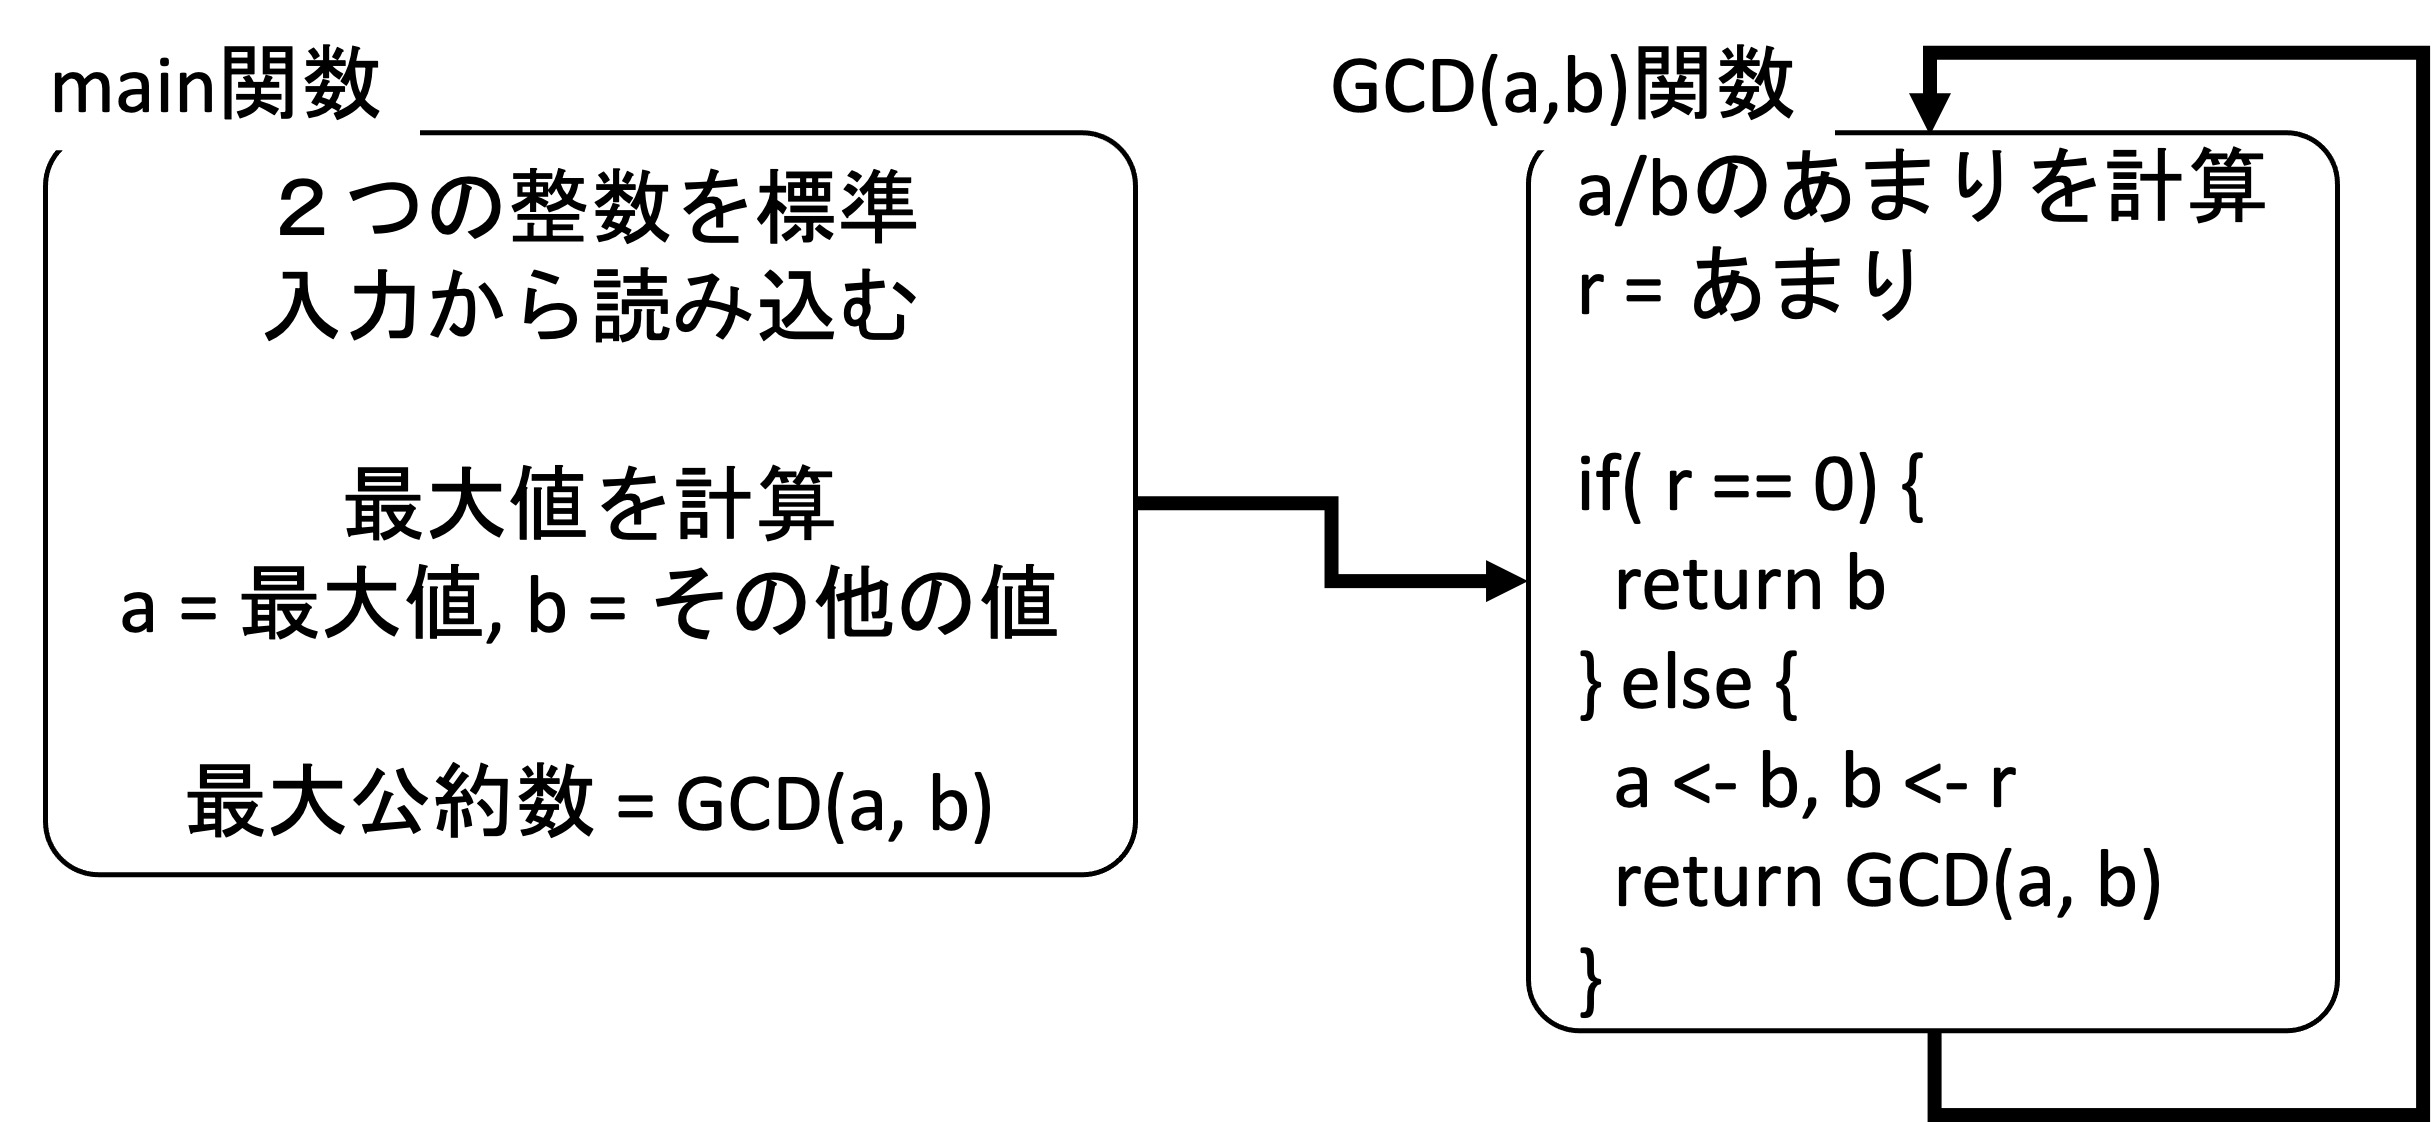 main関数
２つの整数を標準
入力から読み込む
最大値を計算
a = 最大値, b = その他の値
最大公約数 = GCD(a, b)
GCD(a,b)関数
a/bのあまりを計算
r = あまり
if( r == 0) {
return b
} else {
a <- b, b <- r
return GCD(a, b)
}